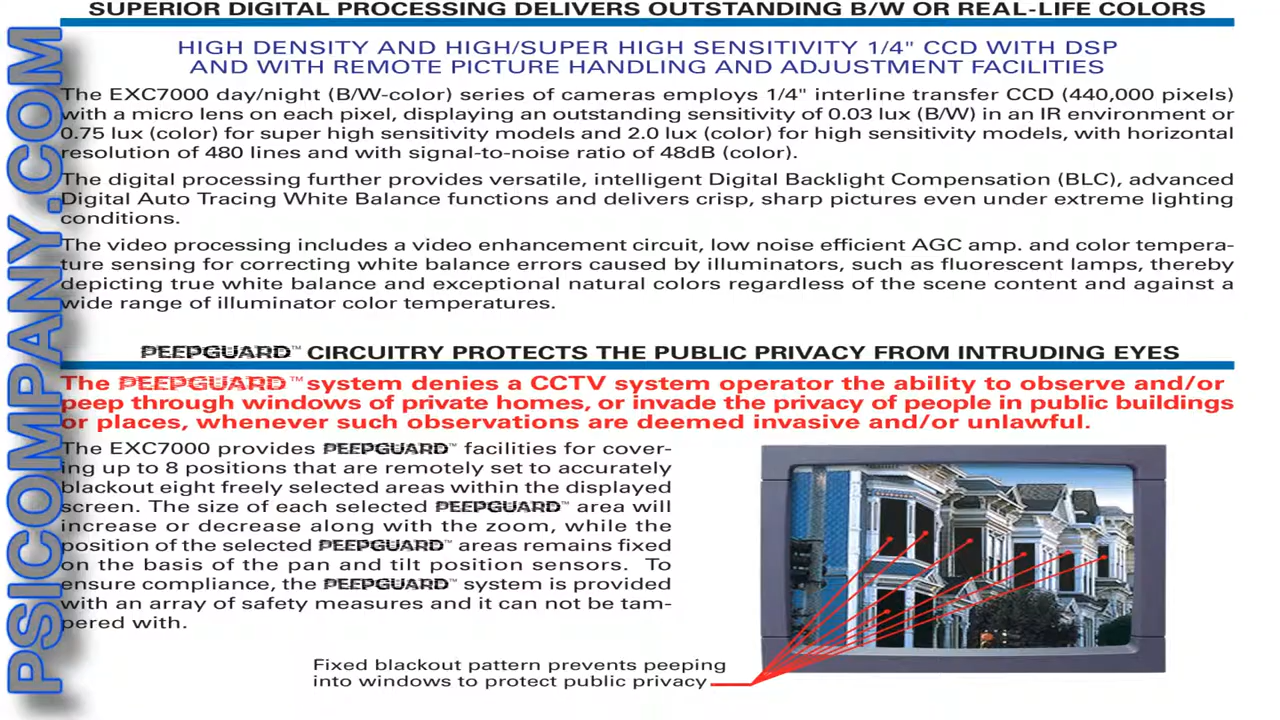 SUPERIOR DIGITAL PROCESSING DELIVERS OUTSTANDING B/W OR REAL-LIFE COLORS
HIGH DENSITY AND HIGH/SUPER HIGH SENSITIVITY 1/4" CCD WITH DSP
AND WITH REMOTE PICTURE HANDLING AND ADJUSTMENT FACILITIES
The EXC7000 day/night (B/W-color) series of cameras employs 1/4" interline transfer CCD (440,000 pixels)
with a micro lens on each pixel, displaying an outstanding sensitivity of 0.03 lux (B/W) in an IR environment or
0.75 lux (color) for super high sensitivity models and 2.0 lux (color) for high sensitivity models, with horizontal
resolution of 480 lines and with signal-to-noise ratio of 48dB (color).
The digital processing further provides versatile, intelligent Digital Backlight Compensation (BLC), advanced
Digital Auto Tracing White Balance functions and delivers crisp, sharp pictures even under extreme lighting
conditions.
The video processing includes a video enhancement circuit, low noise efficient AGC amp. and color tempera-
ture sensing for correcting white balance errors caused by illuminators, such as fluorescent lamps, thereby
depicting true white balance and exceptional natural colors regardless of the scene content and against a
wide range of illuminator color temperatures.
PEEPGUARD™ CIRCUITRY PROTECTS THE PUBLIC PRIVACY FROM INTRUDING EYES
The PEEPGUARD™ system denies a CCTV system operator the ability to observe and/or
peep through windows of private homes, or invade the privacy of people in public buildings
or places, whenever such observations are deemed invasive and/or unlawful.
The EXC7000 provides PEEPGUARD™ facilities for cover-
ing up to 8 positions that are remotely set to accurately
blackout eight freely selected areas within the displayed
screen. The size of each selected PEEPGUARD™ area will
increase or decrease along with the zoom, while the
position of the selected PEEPGUARD™ areas remains fixed
on the basis of the pan and tilt position sensors. To
ensure compliance, the PEEPGUARD™ system is provided
with an array of safety measures and it can not be tam-
pered with.
Fixed blackout pattern prevents peeping
into windows to protect public privacy
PSICOMPANY.COM